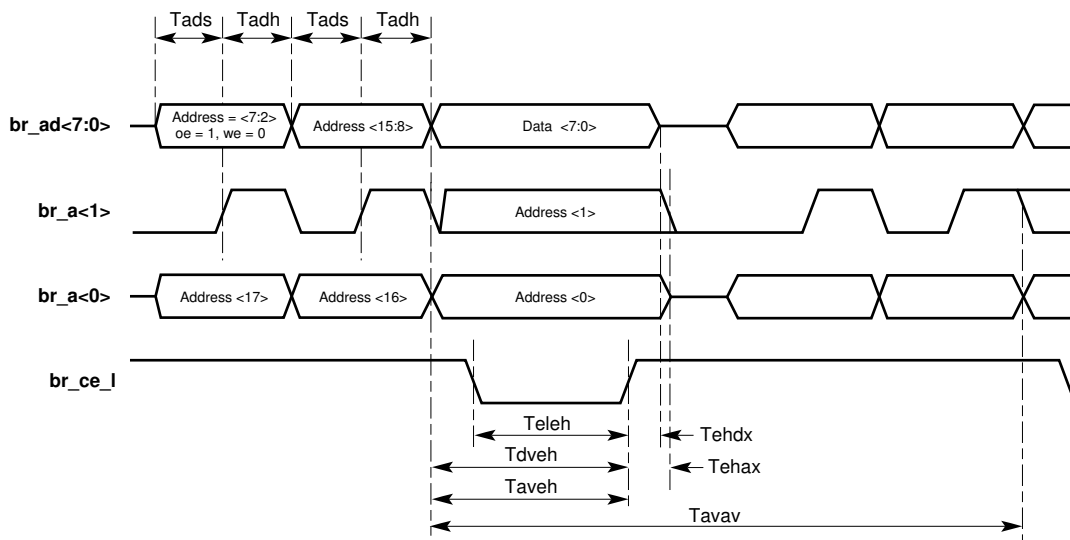 Tads Tadh Tads Tadh
br_ad<7:0>
Address = <7:2>
oe = 1, we = 0
Address <15:8>
Data <7:0>
br_a<1>
Address <1>
br_a<0>
Address <17>
Address <16>
Address <0>
br_ce_l
Teleh
Tehdx
Tdveh
Tehax
Taveh
Tavav